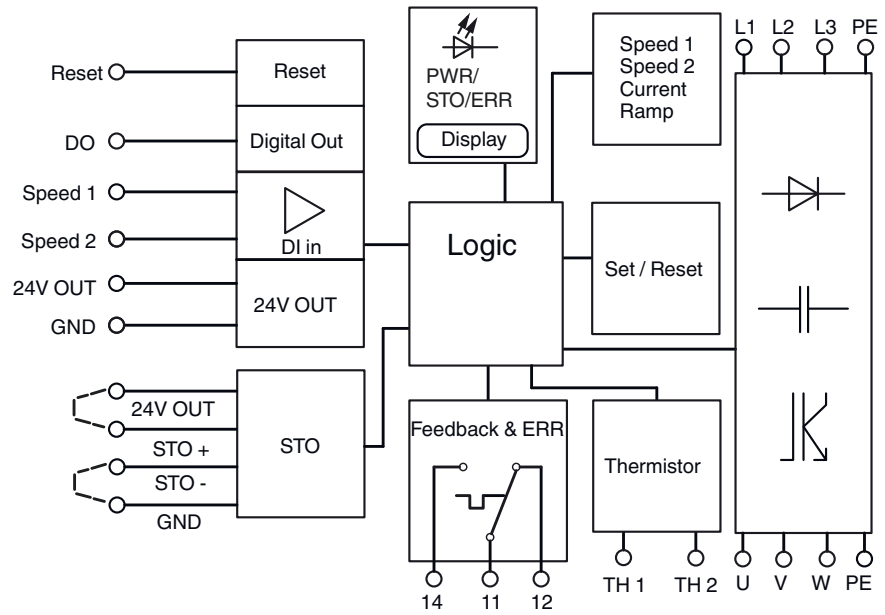 Reset
DO
Speed 1
Speed 2
24V OUT
GND
Reset
Digital Out
DI in
24V OUT
24V OUT
STO +
STO -
GND
STO
PWR/
STO/ERR
Display
Logic
Feedback & ERR
14
11
12
Speed 1
Speed 2
Current
Ramp
Set / Reset
Thermistor
TH 1
TH 2
L1
L2
L3
PE
U
V
W
PE